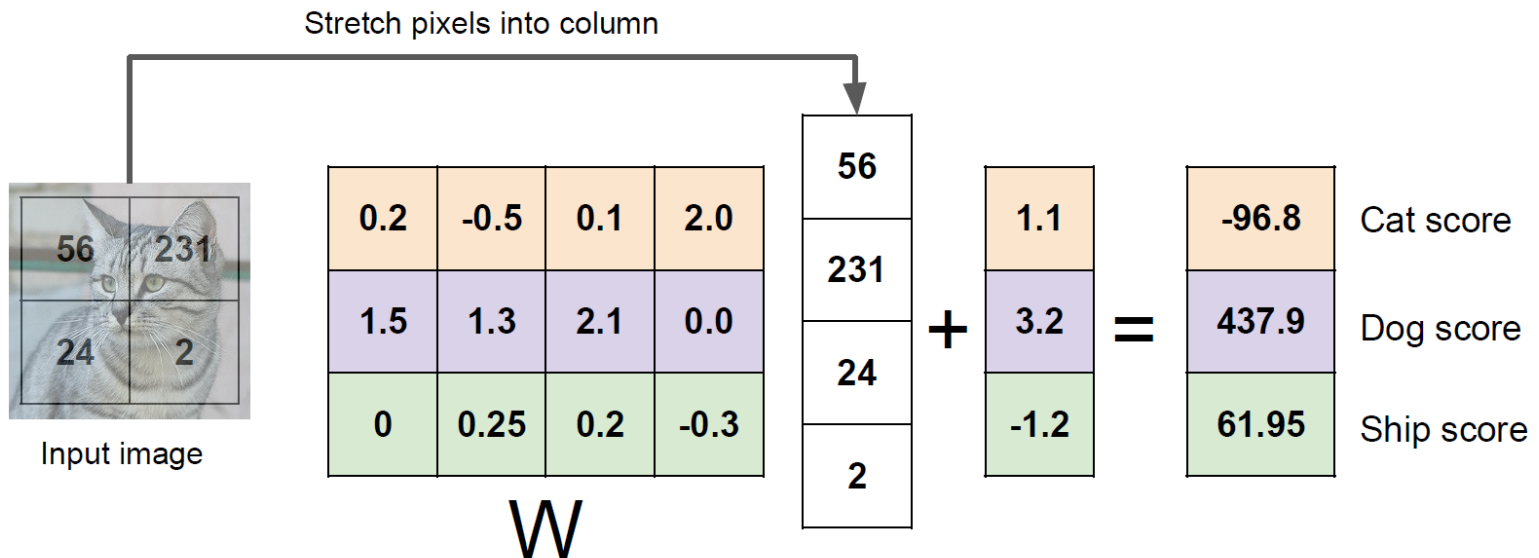 Stretch pixels into column
56 231
24 2
Input image
0.2 -0.5 0.1 2.0
1.5 1.3 2.1 0.0
0 0.25 0.2 -0.3
W
56
231
24
2
+
1.1
3.2
-1.2
=
-96.8 Cat score
437.9 Dog score
61.95 Ship score